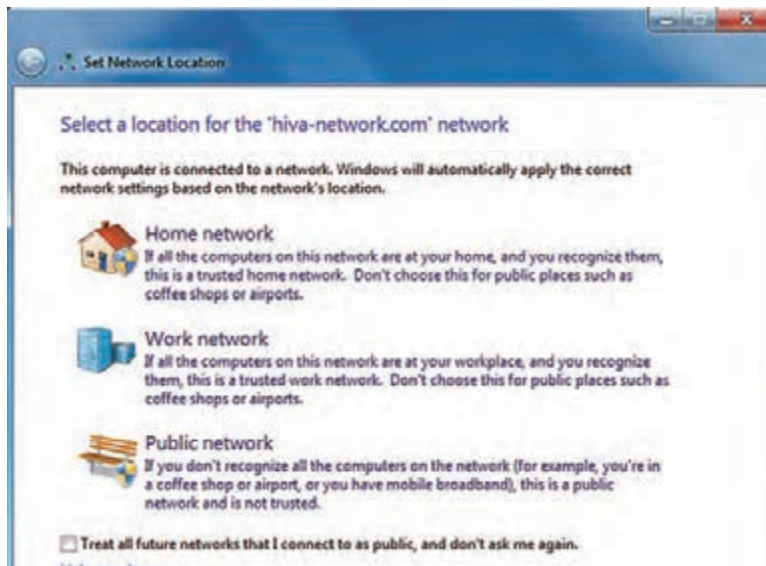 Set Network Location
Select a location for the 'hiva-network.com' network
This computer is connected to a network. Windows will automatically apply the correct
network settings based on the network's location.
Home network
If all the computers on this network are at your home, and you recognize them,
this is a trusted home network. Don't choose this for public places such as
coffee shops or airports.
Work network
If all the computers on this network are at your workplace, and you recognize
them, this is a trusted work network. Don't choose this for public places such as
coffee shops or airports.
Public network
If you don't recognize all the computers on the network (for example, you're in
a coffee shop or airport, or you have mobile broadband), this is a public
network and is not trusted.
Treat all future networks that I connect to as public, and don't ask me again.